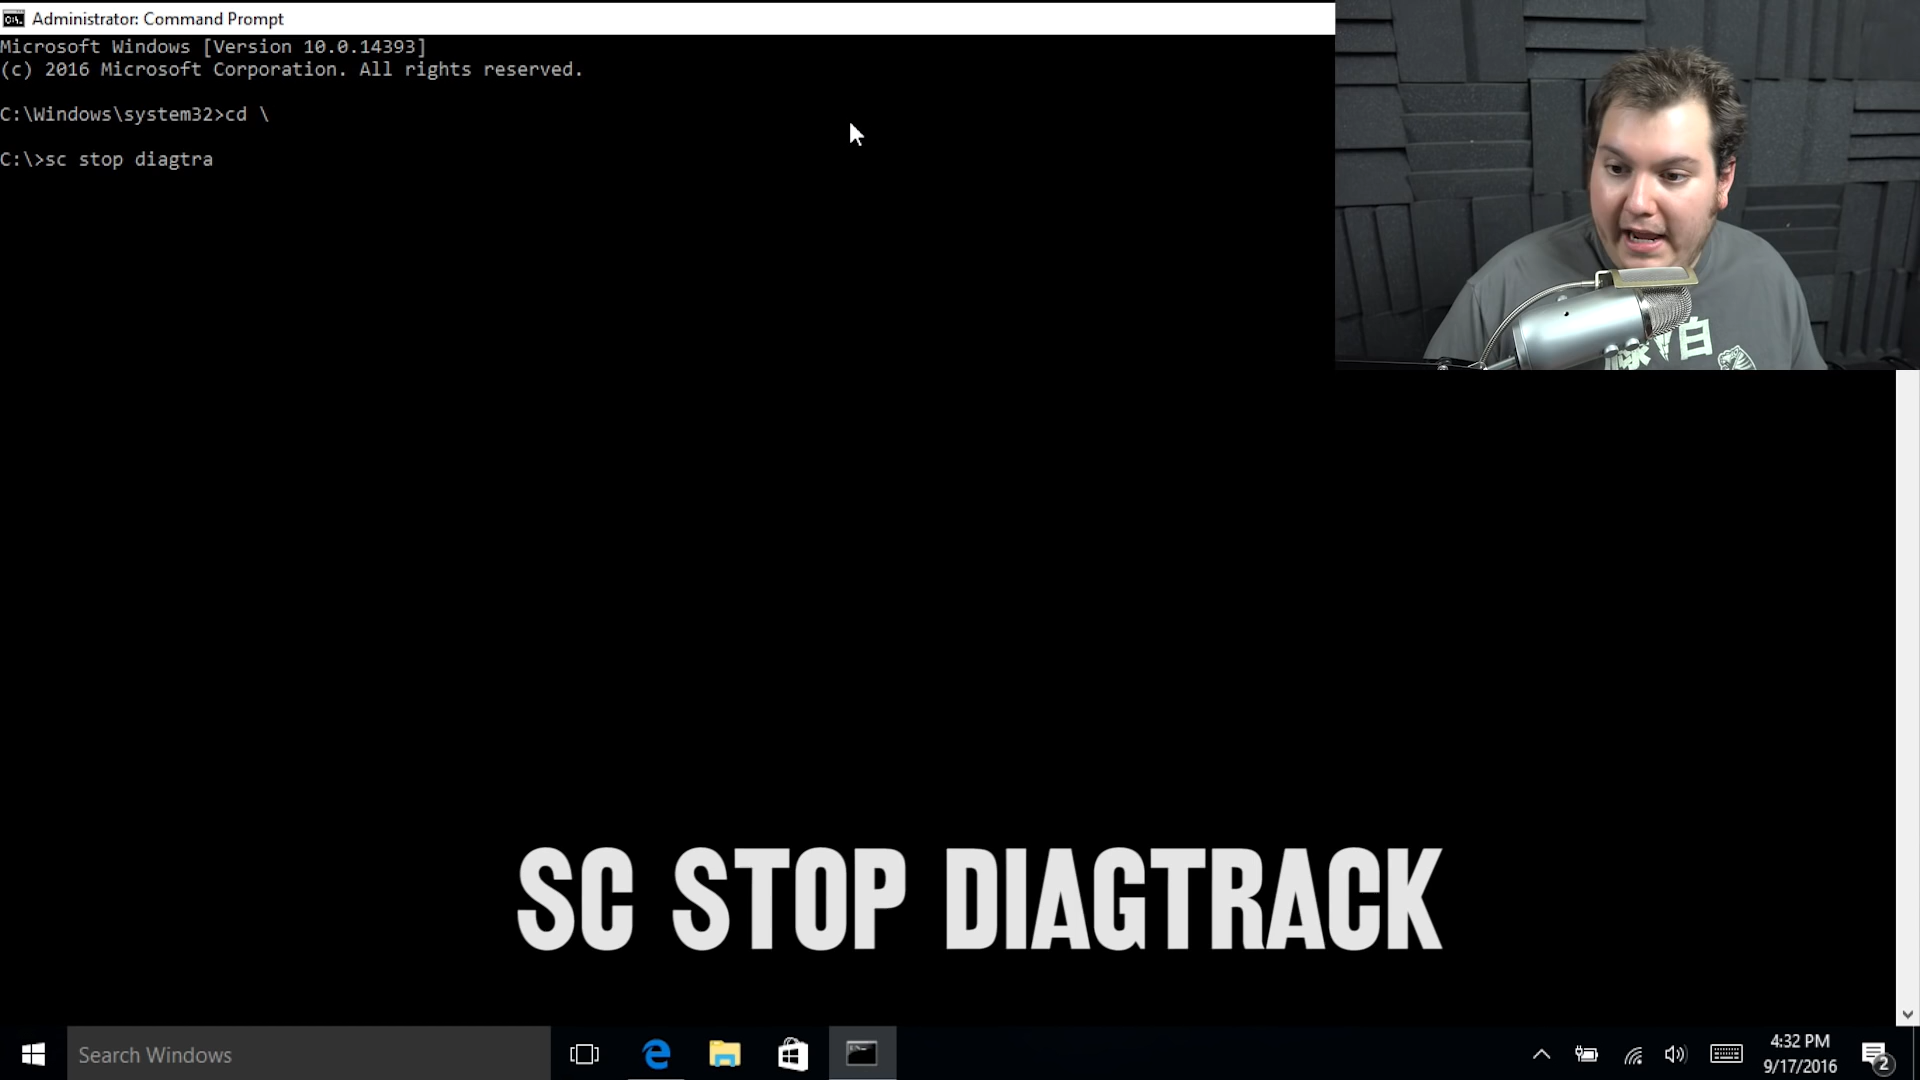 Administrator: Command Prompt
Microsoft Windows [Version 10.0.14393]
(c) 2016 Microsoft Corporation. All rights reserved.
C:\Windows\system32>cd \
C:\>sc stop diagtra
白
SC STOP DIAGTRACK
Search Windows
4:32 PM
9/17/2016
2